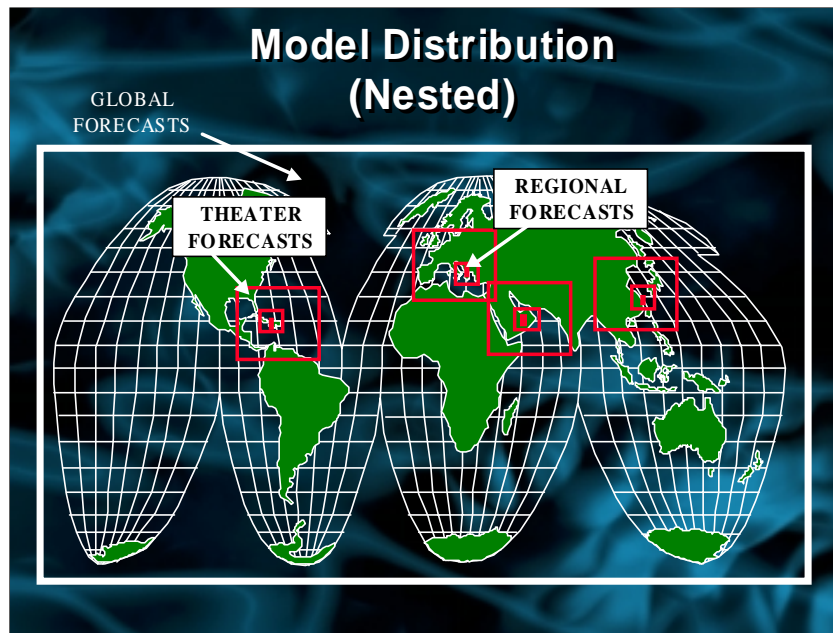 Model Distribution
(Nested)
GLOBAL
FORECASTS
THEATER
FORECASTS
REGIONAL
FORECASTS